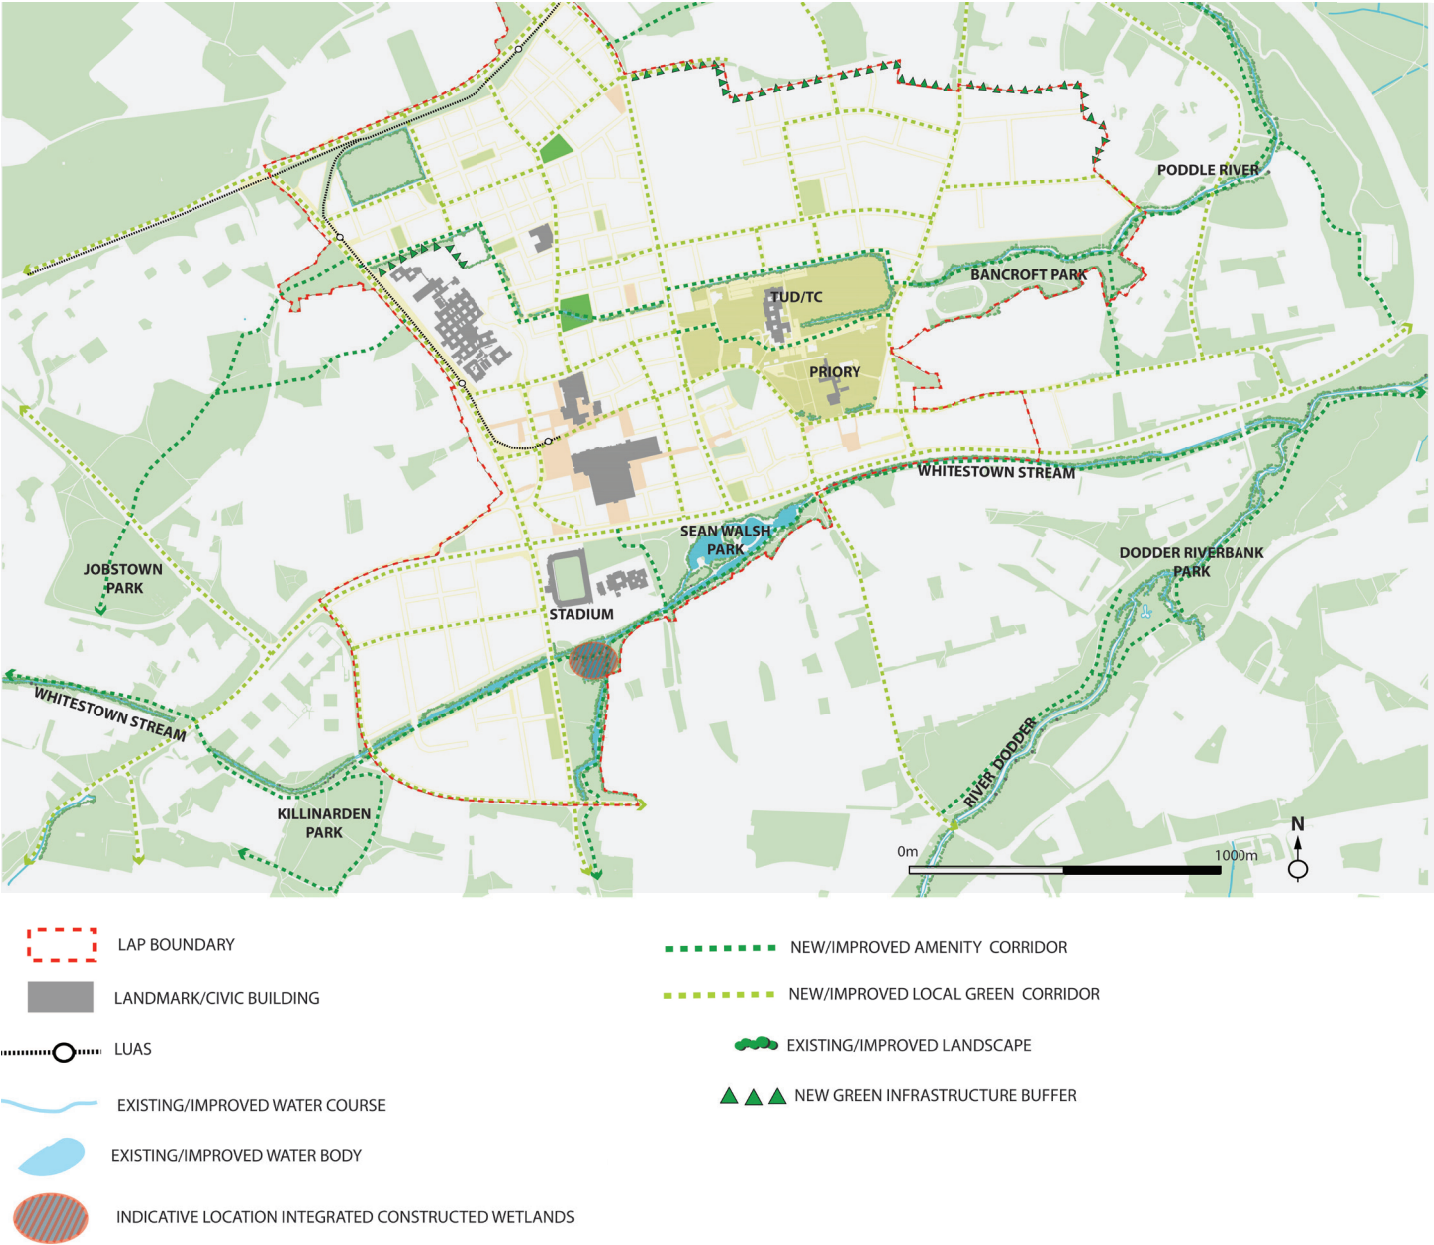 PODDLE RIVER
BANCROFT PARK
TUD/TC
PRIORY
WHITESTOWN STREAM
SEAN WALSH
PARK
DODDER RIVERBANK
PARK
JOBSTOWN
PARK
STADIUM
WHITESTOWN STREAM
RIVER DODDER
KILLINARDEN
PARK
N
0m
1000m
LAP BOUNDARY
LANDMARK/CIVIC BUILDING
LUAS
EXISTING/IMPROVED WATER COURSE
EXISTING/IMPROVED WATER BODY
INDICATIVE LOCATION INTEGRATED CONSTRUCTED WETLANDS
NEW/IMPROVED AMENITY CORRIDOR
NEW/IMPROVED LOCAL GREEN CORRIDOR
EXISTING/IMPROVED LANDSCAPE
NEW GREEN INFRASTRUCTURE BUFFER